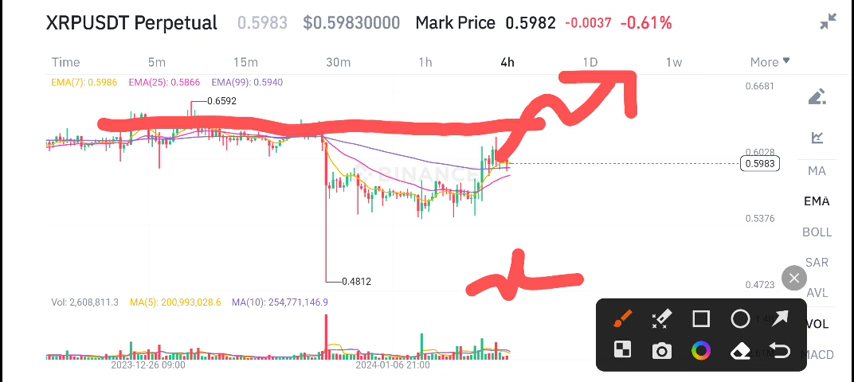 XRPUSDT Perpetual 0.5983 $0.59830000 Mark Price 0.5982 -0.0037 -0.61%
Time 5m 15m 30m 1h 4h 1D 1w More
EMA(7): 0.5986 EMA(25): 0.5866 EMA(99): 0.5940
0.6681
0.6592
0.6028
0.5983
BINANCE
0.5376
0.4812
0.4723
Vol: 2,608,811.3 MA(5): 200,993,028.6 MA(10): 254,771,146.9
2023-12-26 09:00 2024-01-06 21:00
MA
EMA
BOLL
SAR
AVL
VOL
MACD